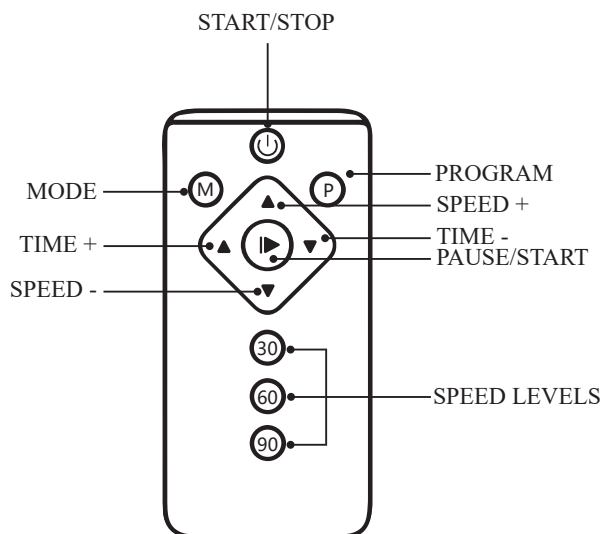 START/STOP
M
P
PROGRAM
MODE
SPEED +
TIME +
TIME -
PAUSE/START
SPEED -
30
60
SPEED LEVELS
90